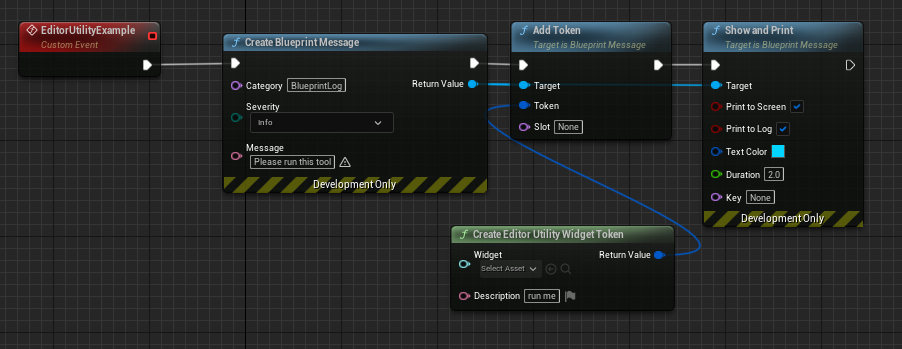 EditorUtilityExample
Custom Event
Create Blueprint Message
Category BlueprintLog
Return Value
Severity
Info
Message
Please run this tool
Development Only
Add Token
Target is Blueprint Message
Target
Token
Slot None
Show and Print
Target is Blueprint Message
Target
Print to Screen
Print to Log
Text Color
Duration 2.0
Key None
Development Only
Create Editor Utility Widget Token
Widget
Return Value
Select Asset
Description run me